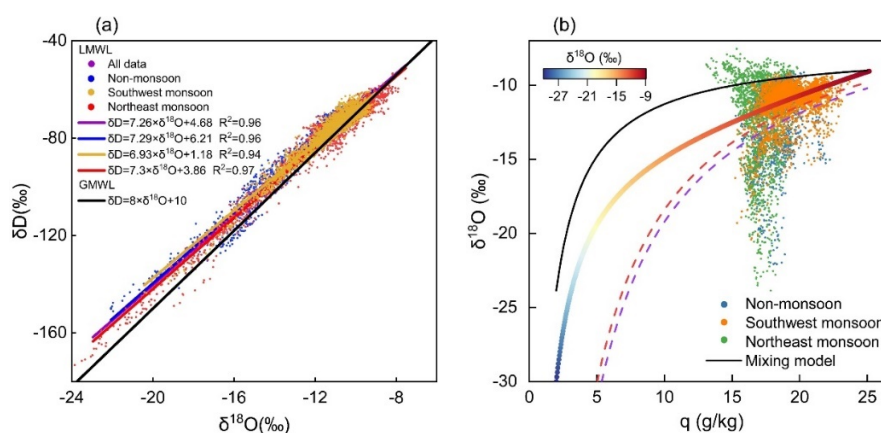 (a)
-40
-80
-120
-160
δD(‰)
LMWL
All data
Non-monsoon
Southwest monsoon
Northeast monsoon
δD=7.26×δ¹⁸O+4.68 R²=0.96
δD=7.29×δ¹⁸O+6.21 R²=0.96
δD=6.93×δ¹⁸O+1.18 R²=0.94
δD=7.3×δ¹⁸O+3.86 R²=0.97
GMWL
δD=8×δ¹⁸O+10
-24 -20 -16 -12 -8
δ¹⁸O(‰)
(b)
δ¹⁸O (‰)
-27 -21 -15 -9
-10
-15
-20
-25
-30
δ¹⁸O (‰)
Non-monsoon
Southwest monsoon
Northeast monsoon
Mixing model
0 5 10 15 20 25
q (g/kg)